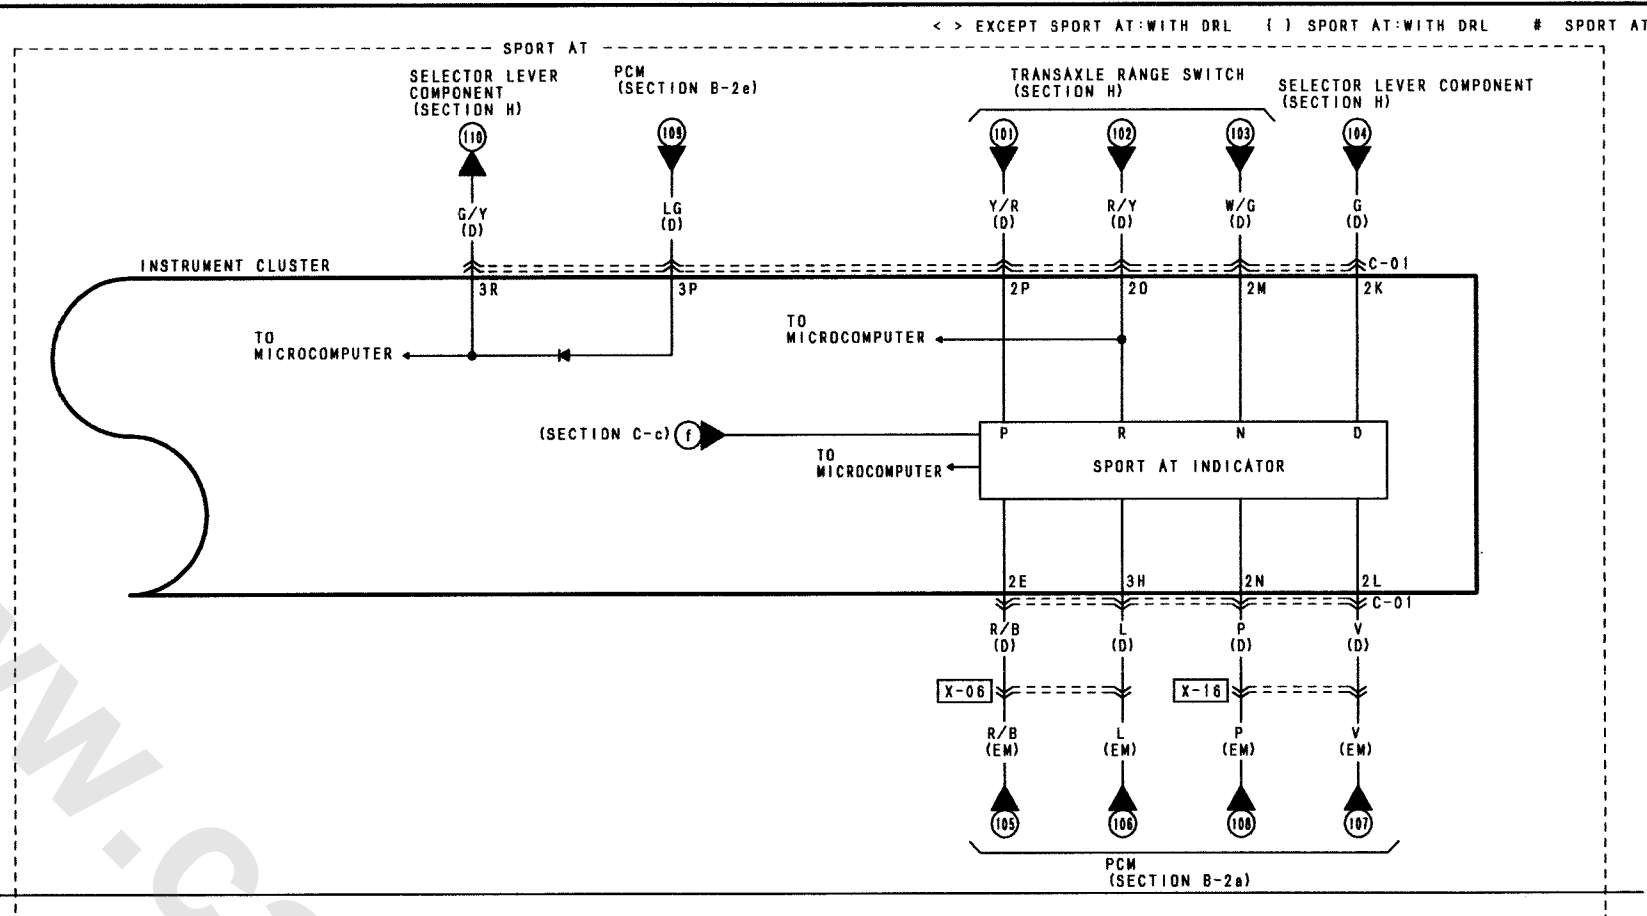 < > EXCEPT SPORT AT:WITH DRL { } SPORT AT:WITH DRL # SPORT AT
SPORT AT
SELECTOR LEVER
COMPONENT
(SECTION H)
PCM
(SECTION B-2e)
TRANSAXLE RANGE SWITCH
(SECTION H)
SELECTOR LEVER COMPONENT
(SECTION H)
110 109 101 102 103 104
G/Y
(D)
LG
(D)
Y/R
(D)
R/Y
(D)
W/G
(D)
G
(D)
INSTRUMENT CLUSTER
C-01
3R 3P 2P 2O 2M 2K
TO
MICROCOMPUTER
TO
MICROCOMPUTER
(SECTION C-c) f
P R N D
TO
MICROCOMPUTER
SPORT AT INDICATOR
2E 3H 2N 2L
C-01
R/B
(D)
L
(D)
P
(D)
V
(D)
X-06 X-16
R/B
(EM)
L
(EM)
P
(EM)
V
(EM)
105 106 108 107
PCM
(SECTION B-2a)
w.c